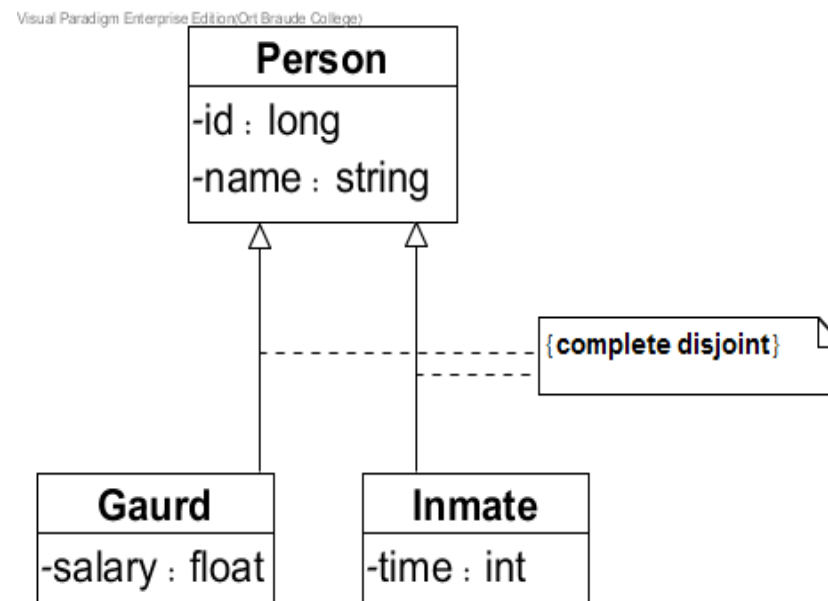 Visual Paradigm Enterprise Edition(Ort Braude College)
Person
-id : long
-name : string
{complete disjoint}
Gaurd
-salary : float
Inmate
-time : int